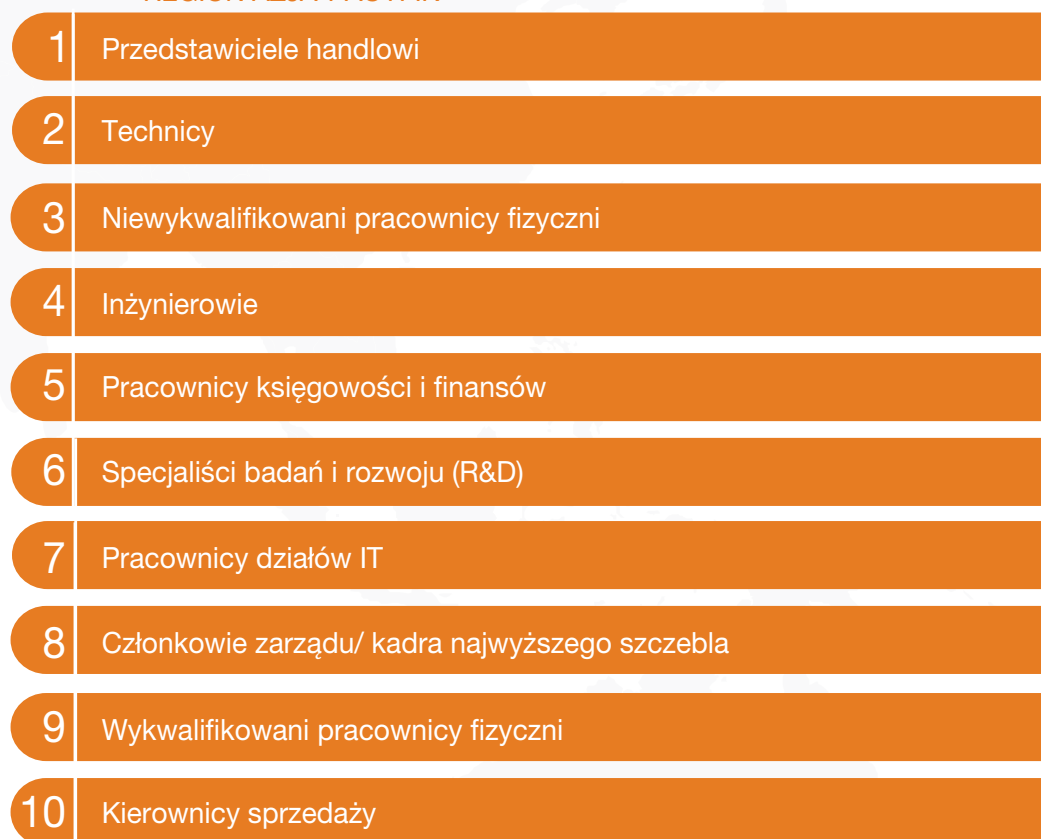 1 Przedstawiciele handlowi
2 Technicy
3 Niewykwalifikowani pracownicy fizyczni
4 Inżynierowie
5 Pracownicy księgowości i finansów
6 Specjaliści badań i rozwoju (R&D)
7 Pracownicy działów IT
8 Członkowie zarządu/ kadra najwyższego szczebla
9 Wykwalifikowani pracownicy fizyczni
10 Kierownicy sprzedaży